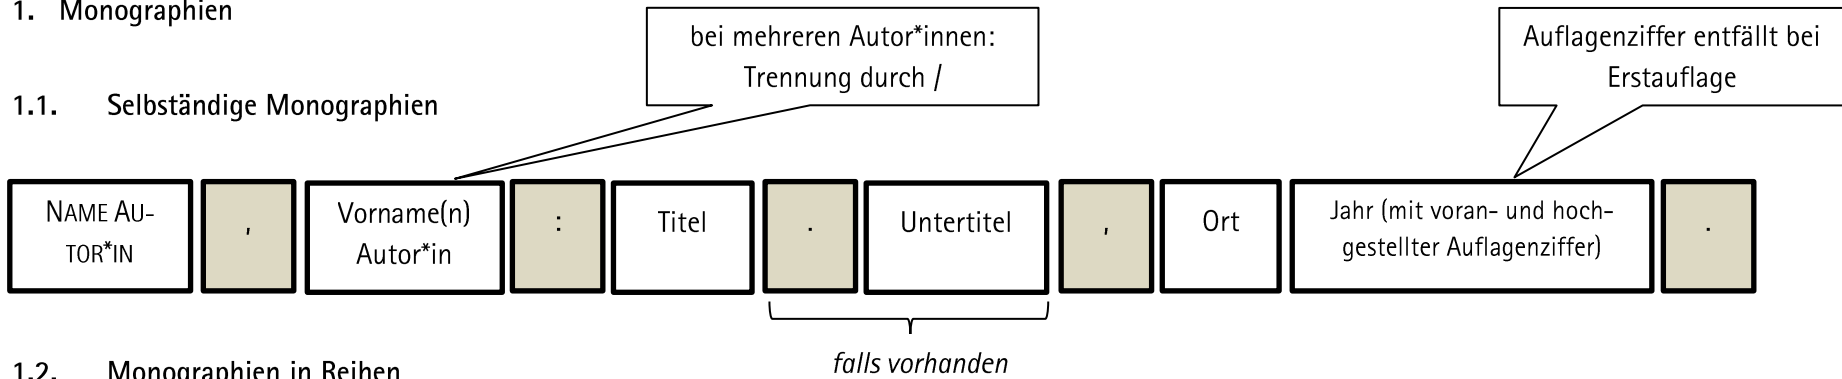 1. Monographien
bei mehreren Autor*innen:
Trennung durch /
Auflagenziffer entfällt bei
Erstauflage
1.1. Selbständige Monographien
NAME AU-
TOR*IN
,
Vorname(n)
Autor*in
:
Titel
.
Untertitel
,
Ort
Jahr (mit voran- und hoch-
gestellter Auflagenziffer)
.
falls vorhanden
1.2. Monographien in Reihen